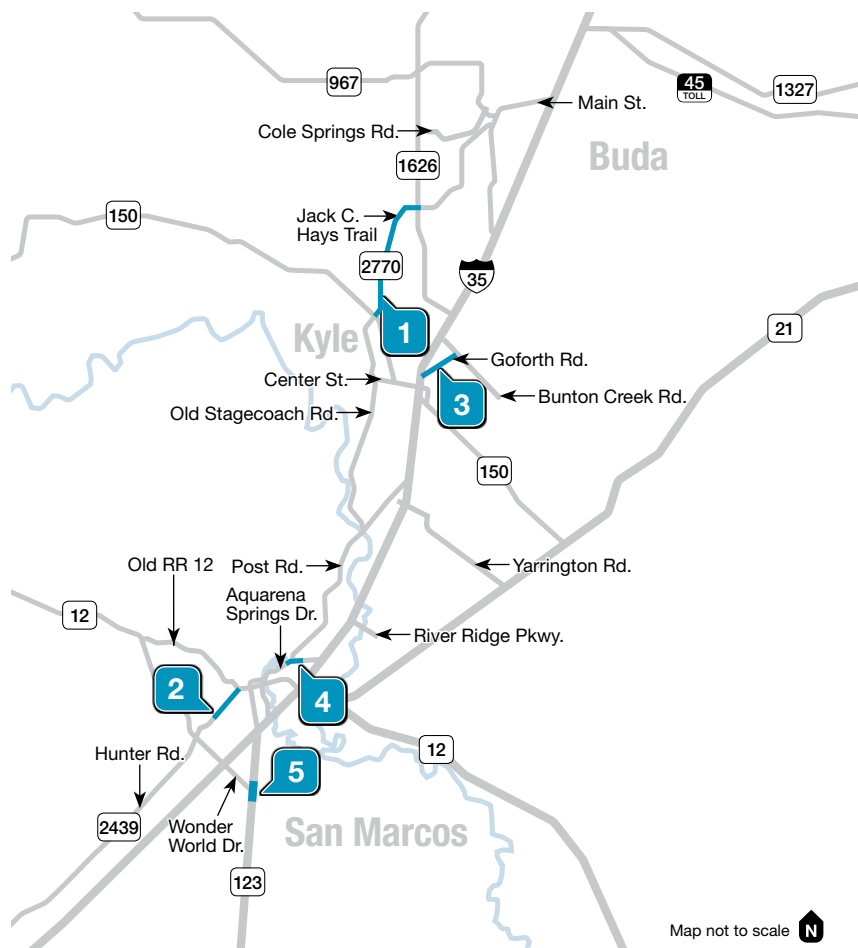 967
45
TOLL
1327
Main St.
Cole Springs Rd.
Buda
1626
150
Jack C.
Hays Trail
2770
35
21
1
Kyle
Goforth Rd.
Center St.
3
Bunton Creek Rd.
Old Stagecoach Rd.
150
Old RR 12
Post Rd.
Yarrington Rd.
Aquarena
Springs Dr.
12
River Ridge Pkwy.
2
4
Hunter Rd.
12
5
2439
Wonder
World Dr.
San Marcos
123
Map not to scale N